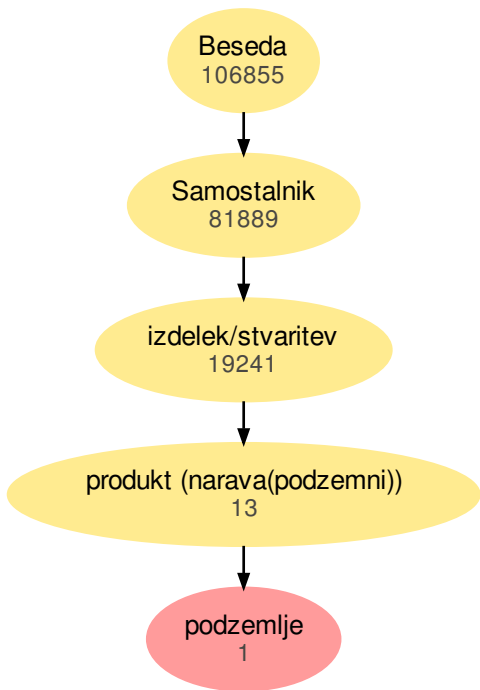 Beseda
106855
Samostalnik
81889
izdelek/stvaritev
19241
produkt (narava(podzemni))
13
podzemlje
1